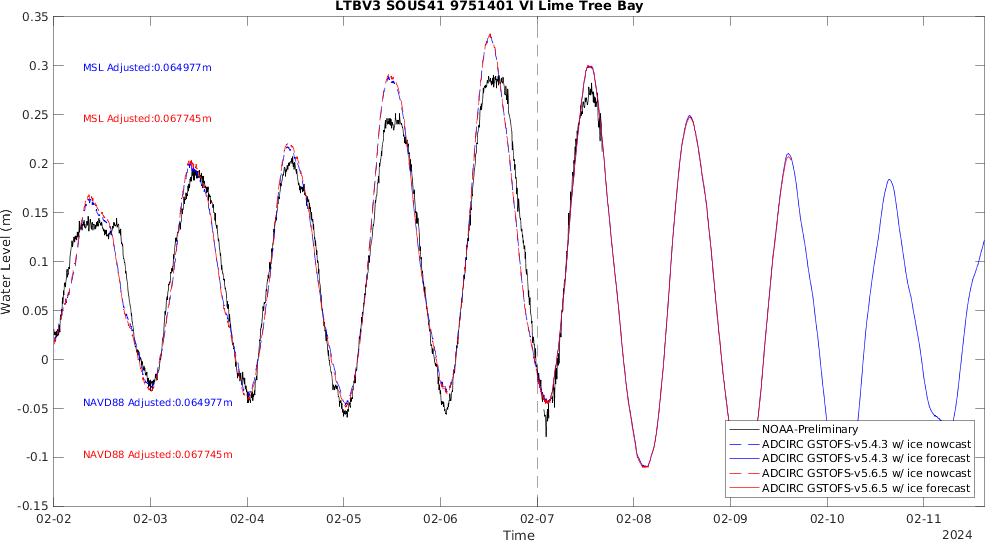 LTBV3 SOUS41 9751401 VI Lime Tree Bay
0.35
0.3
0.25
0.2
0.15
0.1
0.05
0
-0.05
-0.1
-0.15
Water Level (m)
MSL Adjusted:0.064977m
MSL Adjusted:0.067745m
NAVD88 Adjusted:0.064977m
NAVD88 Adjusted:0.067745m
NOAA-Preliminary
ADCIRC GSTOFS-v5.4.3 w/ ice nowcast
ADCIRC GSTOFS-v5.4.3 w/ ice forecast
ADCIRC GSTOFS-v5.6.5 w/ ice nowcast
ADCIRC GSTOFS-v5.6.5 w/ ice forecast
02-02 02-03 02-04 02-05 02-06 02-07 02-08 02-09 02-10 02-11
Time
2024